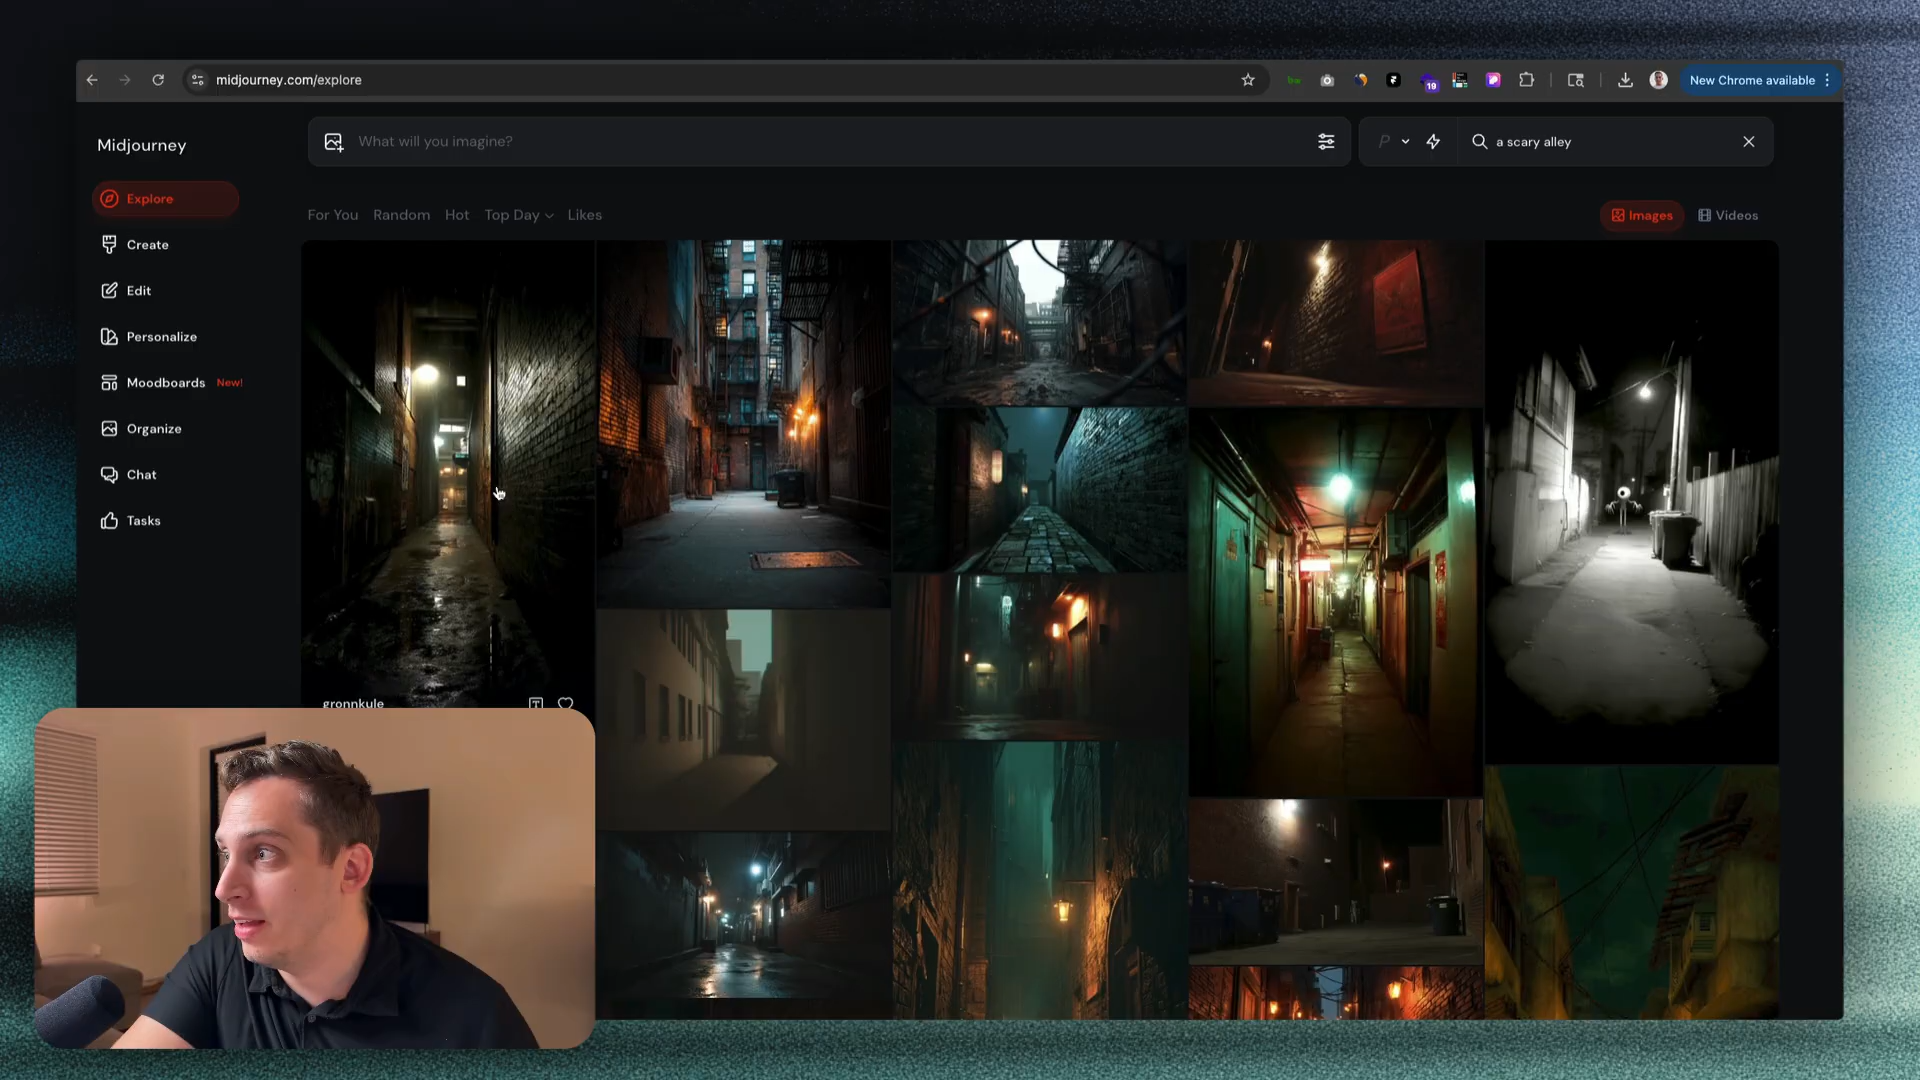 midjourney.com/explore
19
New Chrome available
Midjourney
What will you imagine?
P
a scary alley
Explore
Create
Edit
Personalize
Moodboards New!
Organize
Chat
Tasks
For You Random Hot Top Day Likes
Images Videos
gronnkule